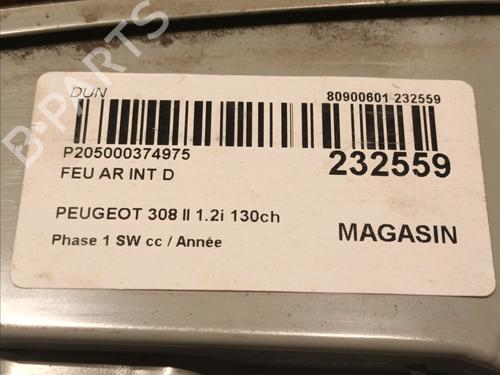 DUN
80900601 232559
P205000374975
232559
FEU AR INT D
PEUGEOT 308 II 1.2i 130ch
MAGASIN
Phase 1 SW cc / Année
B-PARTS